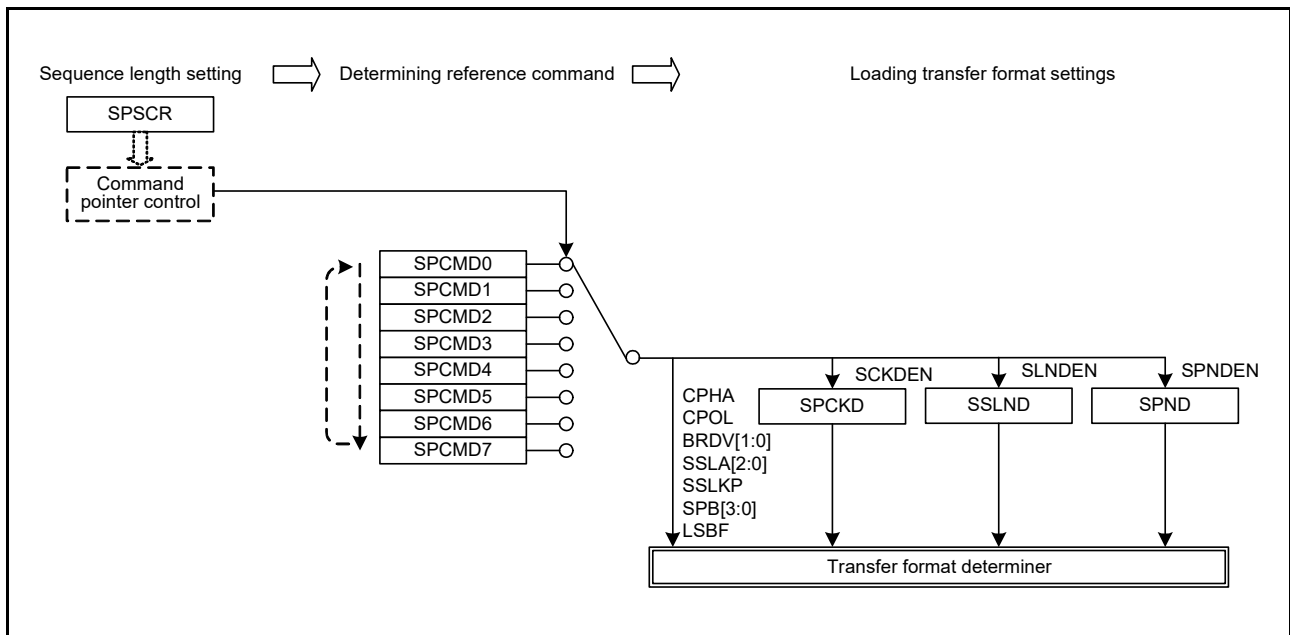 Sequence length setting
Determining reference command
Loading transfer format settings
SPSCR
Command
pointer control
SPCMD0
SPCMD1
SPCMD2
SPCMD3
SPCMD4
SPCMD5
SPCMD6
SPCMD7
CPHA
CPOL
BRDV[1:0]
SSLA[2:0]
SSLKP
SPB[3:0]
LSBF
SCKDEN
SPCKD
SLNDEN
SSLND
SPNDEN
SPND
Transfer format determiner